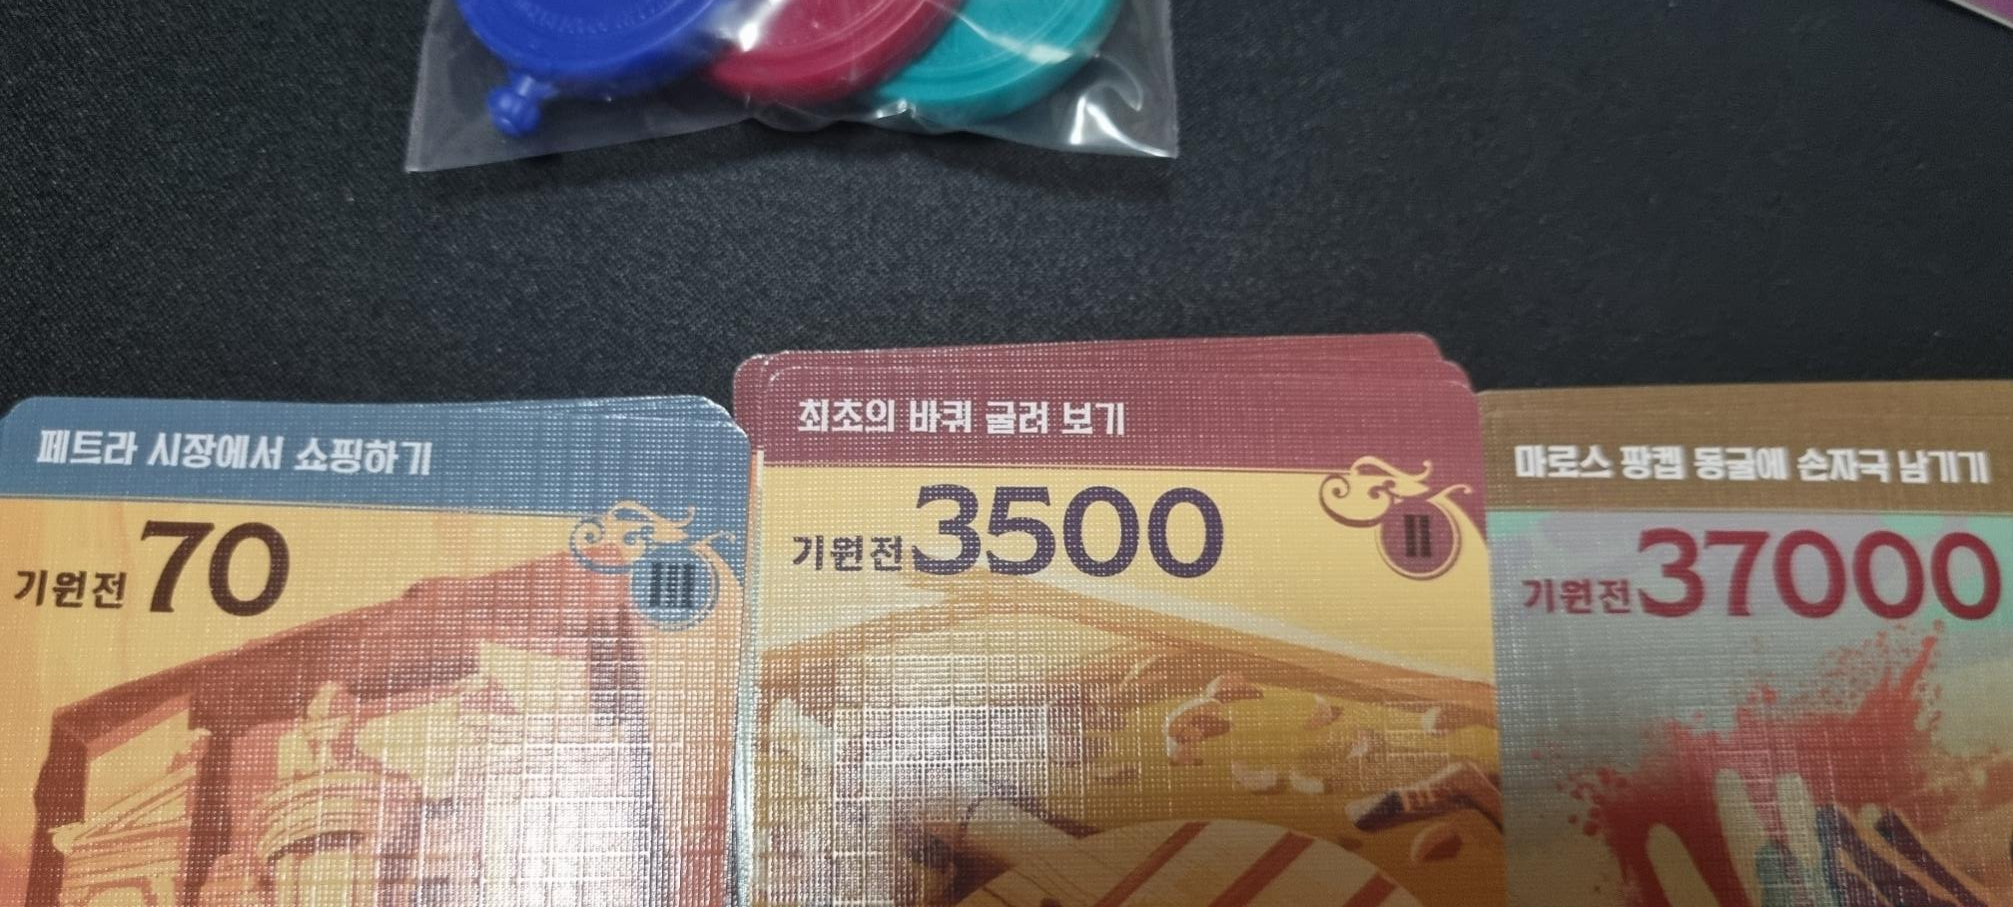 페트라 시장에서 쇼핑하기
기원전 70
III
최초의 바퀴 굴려 보기
기원전 3500
II
마로스 팡켑 동굴에 손자국 남기기
기원전 37000